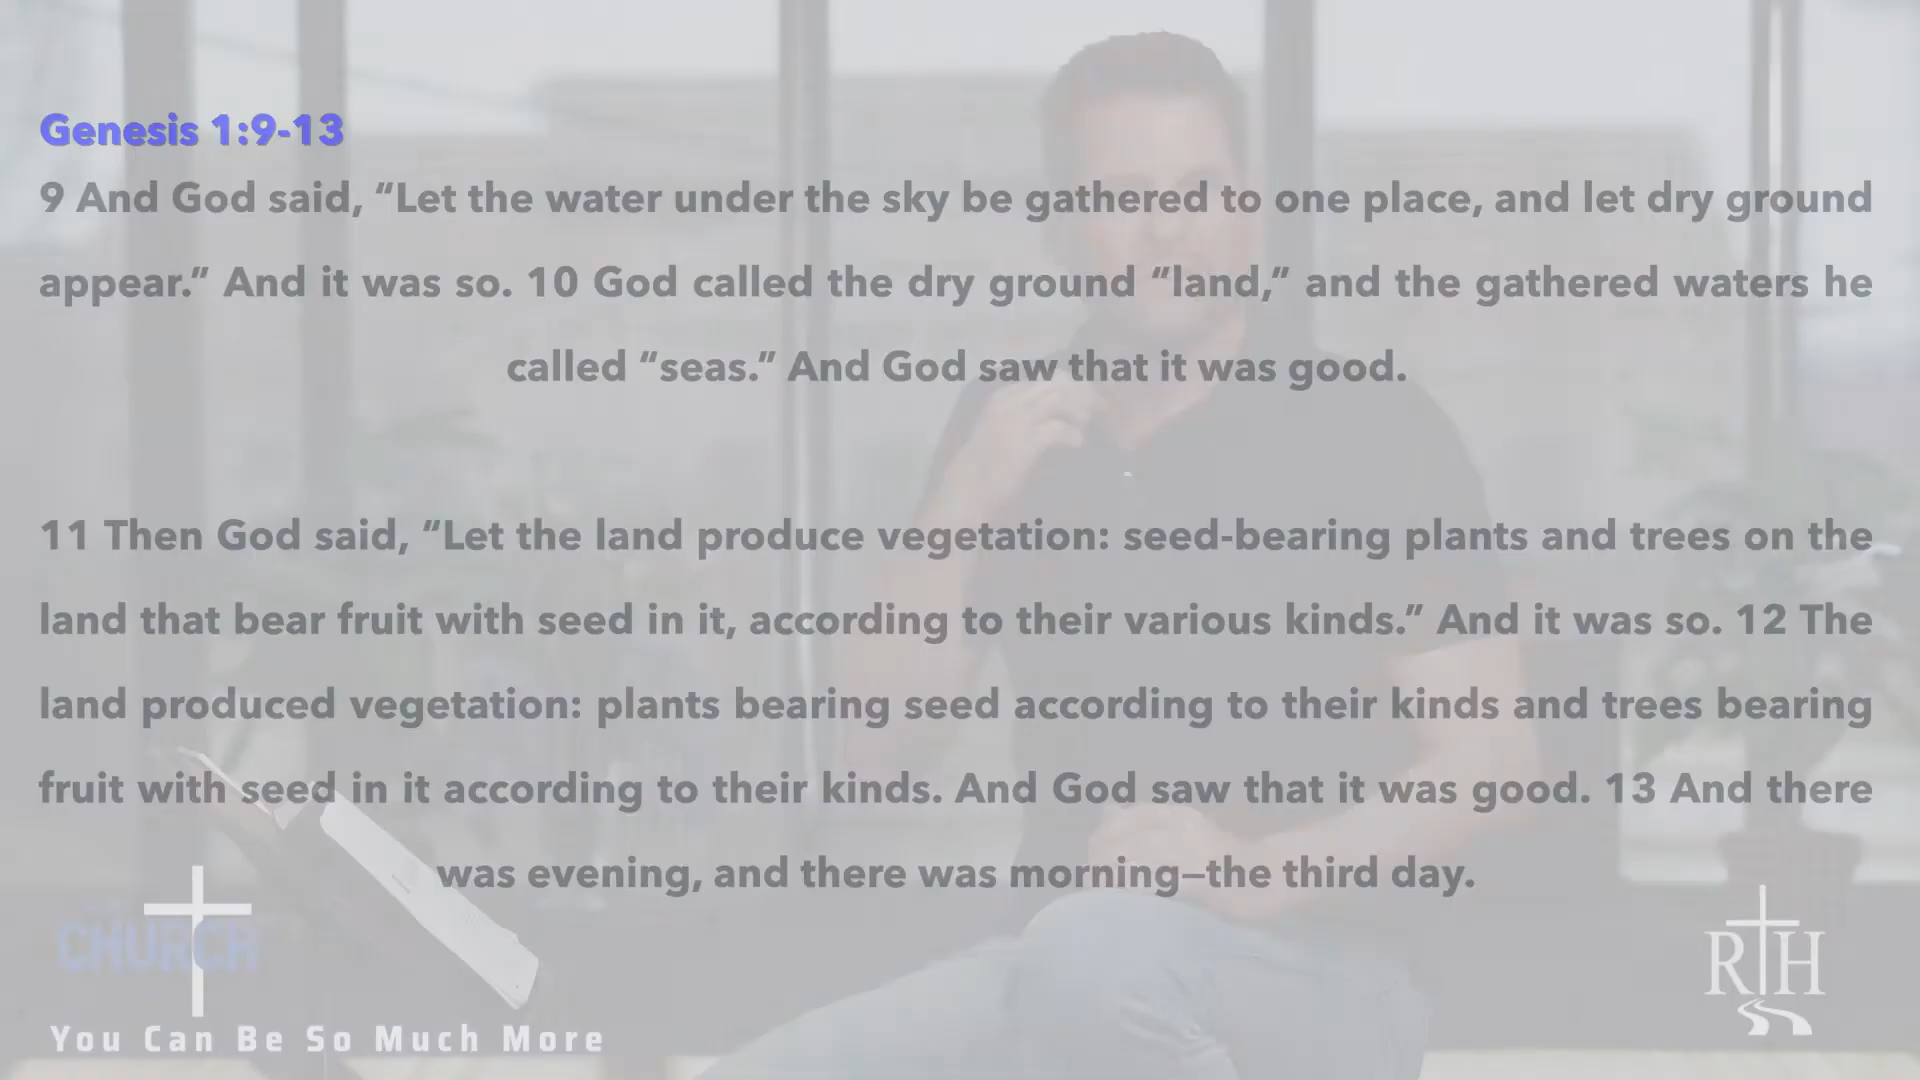 Genesis 1:9-13
9 And God said, “Let the water under the sky be gathered to one place, and let dry ground
appear.” And it was so. 10 God called the dry ground “land,” and the gathered waters he
called “seas.” And God saw that it was good.
11 Then God said, “Let the land produce vegetation: seed-bearing plants and trees on the
land that bear fruit with seed in it, according to their various kinds.” And it was so. 12 The
land produced vegetation: plants bearing seed according to their kinds and trees bearing
fruit with seed in it according to their kinds. And God saw that it was good. 13 And there
was evening, and there was morning—the third day.
CHURCH
You Can Be So Much More
RTH